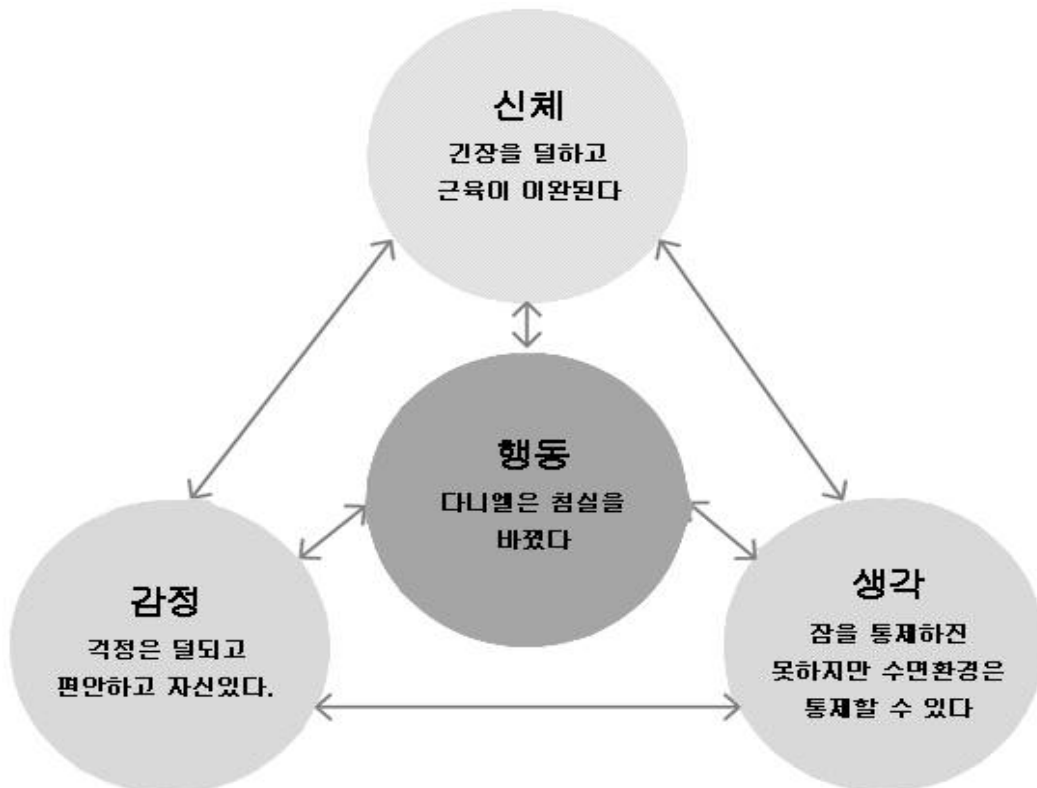 신체
긴장을 덜하고
근육이 이완된다
행동
다니엘은 침실을
바꿨다
감정
걱정은 덜되고
편안하고 자신있다.
생각
잠을 통제하진
못하지만 수면환경은
통제할 수 있다